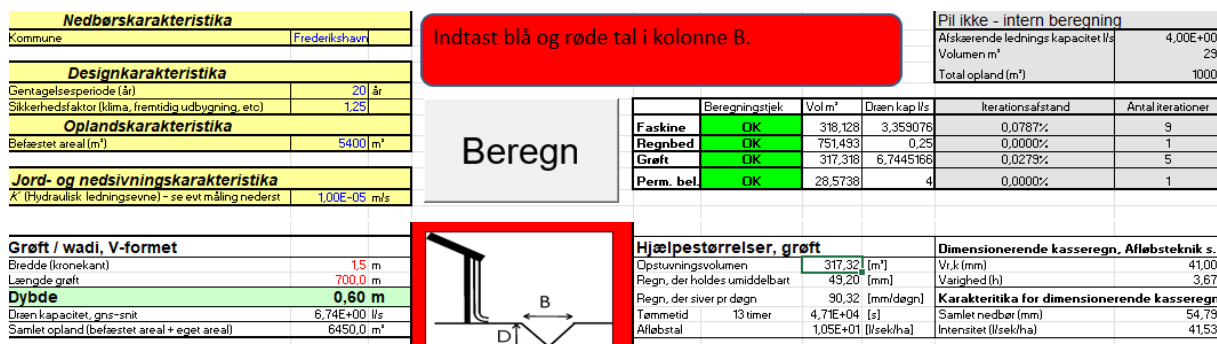 Nedbørskarakteristika
Kommune Frederikshavn
Designkarakteristika
Gentagelsesperiode (år) 20 år
Sikkerhedsfaktor (klima, fremtidig udbygning, etc) 1,25
Oplandskarakteristika
Befæstet areal (m²) 5400 m²
Jord- og nedsivningskarakteristika
K (Hydraulisk ledningsevne) - se evt måling nederst 1,00E-05 m/s
Indtast blå og røde tal i kolonne B.
Beregn
Pil ikke - intern beregning
Afskærende lednings kapacitet l/s 4,00E+00
Volumen m³ 29
Total opland (m²) 1000
Beregningstjek Vol m³ Dræn kap l/s Iterationsafstand Antal iterationer
Faskine OK 318,128 3,359076 0,0787% 9
Regnbed OK 751,493 0,25 0,0000% 1
Grøft OK 317,318 6,7445166 0,0279% 5
Perm. bel. OK 28,5738 4 0,0000% 1
Grøft / wadi, V-formet
Bredde (kronekant) 1,5 m
Længde grøft 700,0 m
Dybde 0,60 m
Dræn kapacitet, gns-snit 6,74E+00 l/s
Samlet opland (befæstet areal + eget areal) 6450,0 m²
B
D
Hjælpestørrelser, grøft
Opstuvningsvolumen 317,32 [m³]
Regn, der holdes umiddelbart 49,20 [mm]
Regn, der siver pr døgn 90,32 [mm/døgn]
Tømmetid 13 timer 4,71E+04 [s]
Afløbstal 1,05E+01 [l/sek/ha]
Dimensionerende kasseregn, Afløbsteknik s.
Vr,k (mm) 41,00
Varighed (h) 3,67
Karakteritika for dimensionerende kasseregn
Samlet nedbør (mm) 54,79
Intensitet (l/sek/ha) 41,53